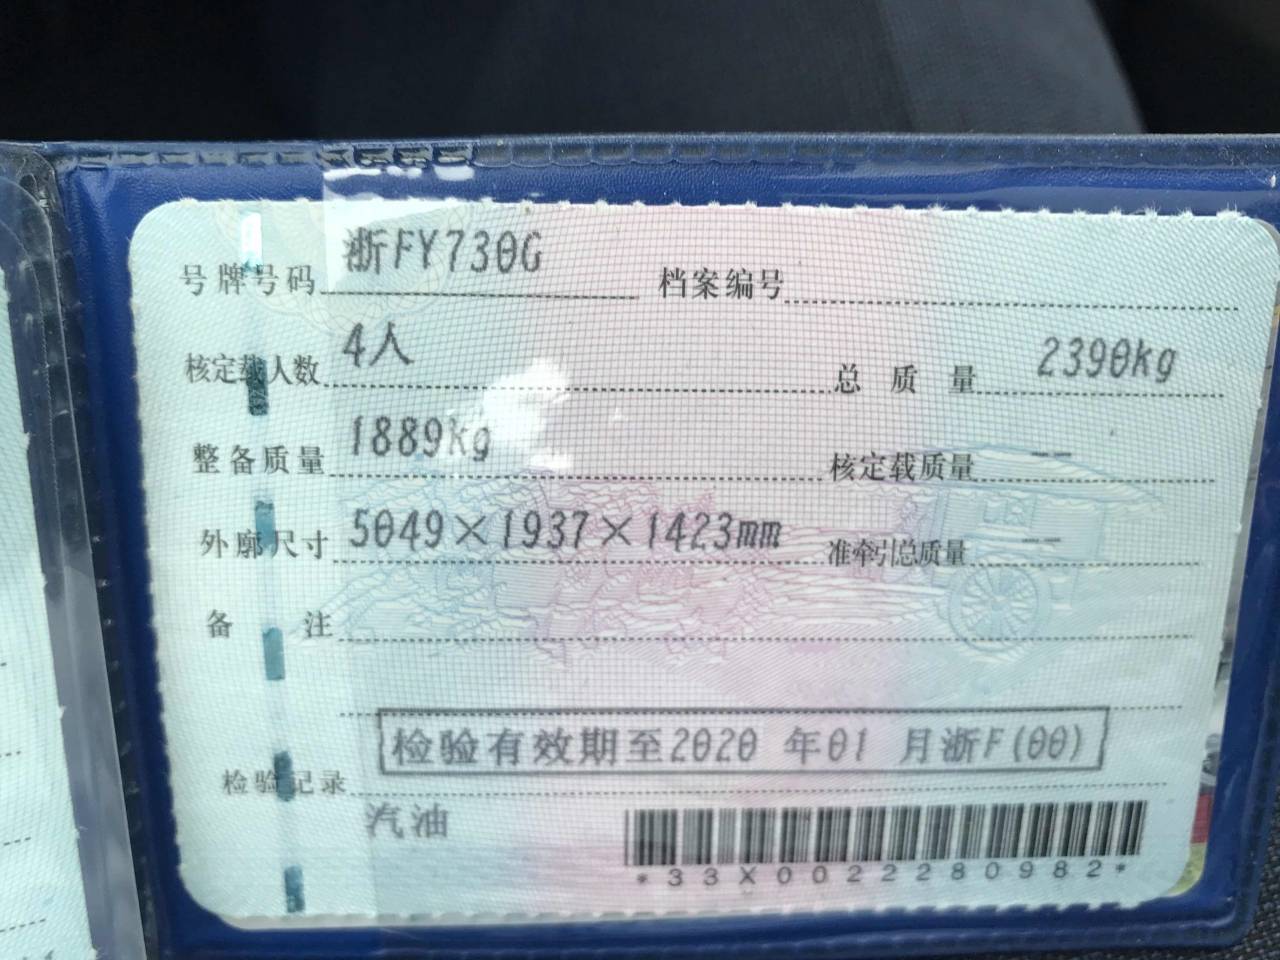 号牌号码 浙FY730G 档案编号
核定载人数 4人 总质量 2390kg
整备质量 1889kg 核定载质量 --
外廓尺寸 5049×1937×1423mm 准牵引总质量 --
备注
检验有效期至2020 年01 月浙F(00)
检验记录
汽油
*33X0022280982*